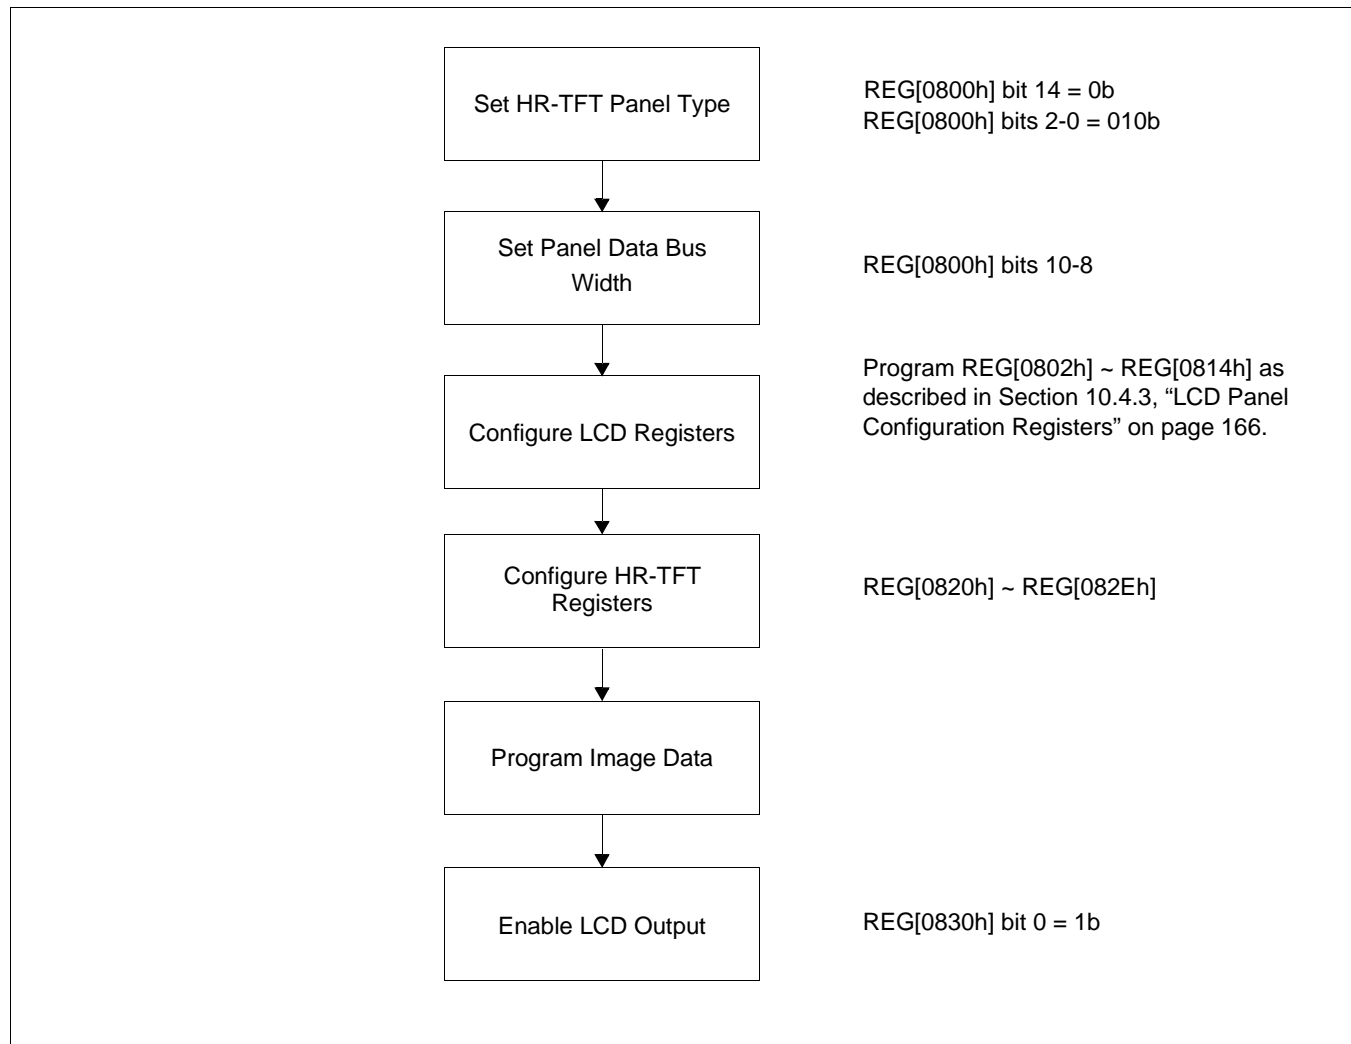 Set HR-TFT Panel Type
REG[0800h] bit 14 = 0b
REG[0800h] bits 2-0 = 010b
Set Panel Data Bus
Width
REG[0800h] bits 10-8
Configure LCD Registers
Program REG[0802h] ~ REG[0814h] as
described in Section 10.4.3, “LCD Panel
Configuration Registers” on page 166.
Configure HR-TFT
Registers
REG[0820h] ~ REG[082Eh]
Program Image Data
Enable LCD Output
REG[0830h] bit 0 = 1b